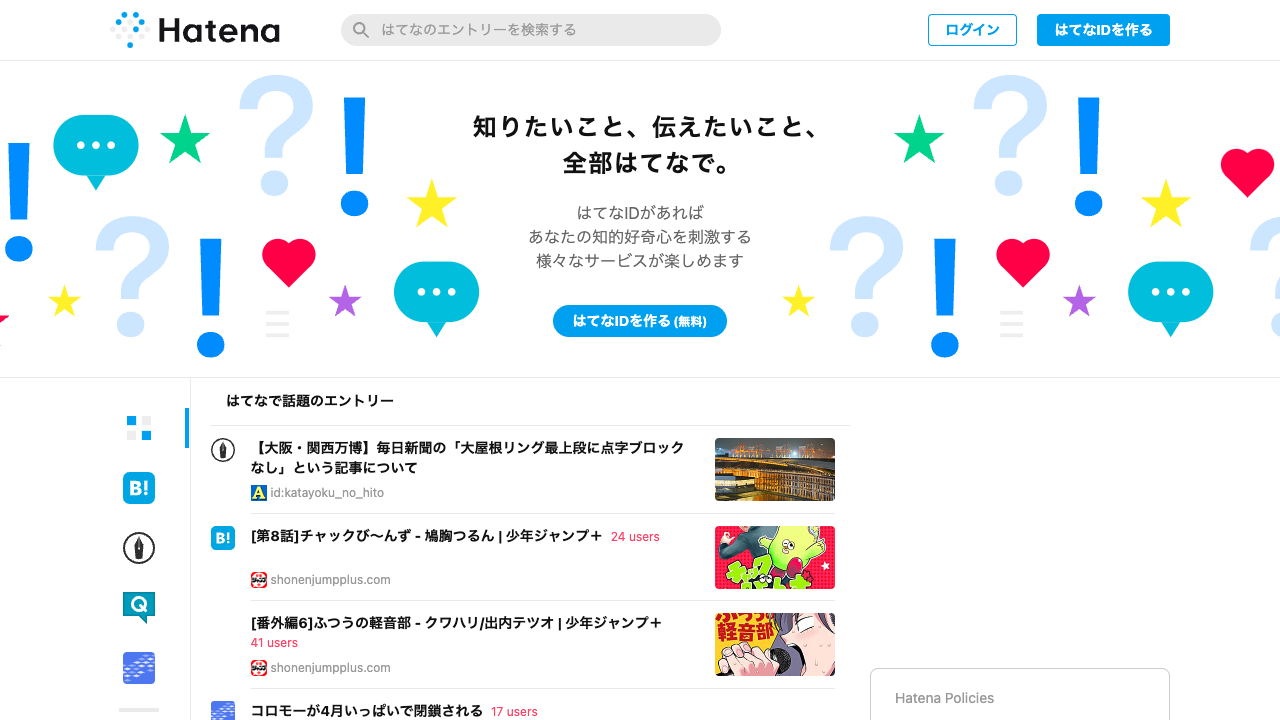 Hatena
はてなのエントリーを検索する
ログイン
はてなIDを作る
知りたいこと、伝えたいこと、
全部はてなで。
はてなIDがあれば
あなたの知的好奇心を刺激する
様々なサービスが楽しめます
はてなIDを作る (無料)
はてなで話題のエントリー
【大阪・関西万博】毎日新聞の「大屋根リング最上段に点字ブロック
なし」という記事について
A id:katayoku_no_hito
B! [第8話]チャックび〜んず - 鳩胸つるん | 少年ジャンプ＋ 24 users
shonenjumpplus.com
[番外編6]ふつうの軽音部 - クワハリ/出内テツオ | 少年ジャンプ＋
41 users
shonenjumpplus.com
コロモーが4月いっぱいで閉鎖される 17 users
B!
Q
ふつうの
軽音部
Hatena Policies